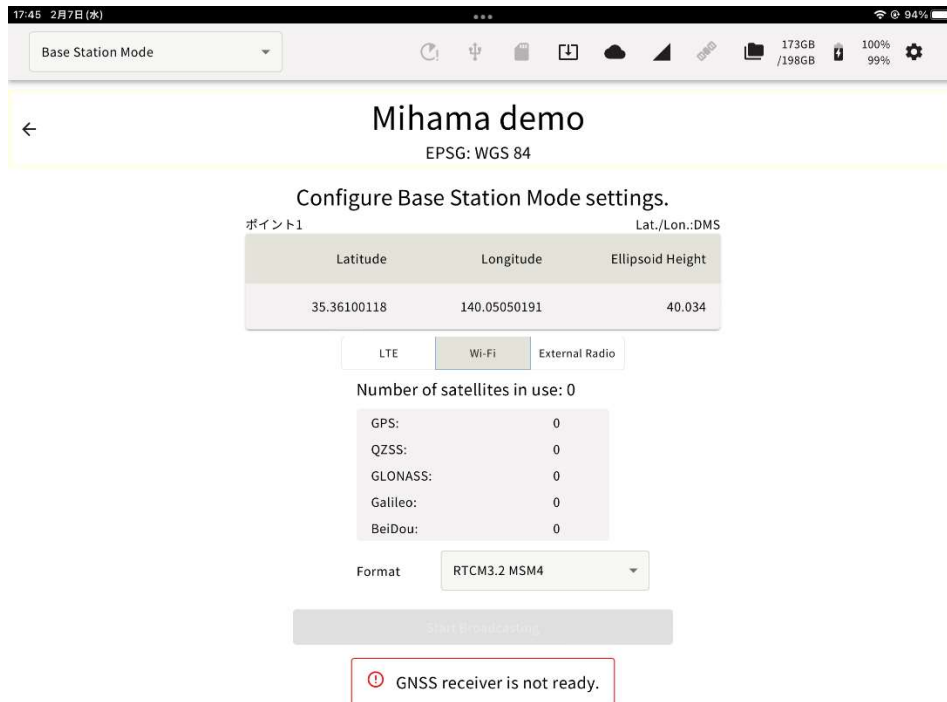 17:45 2月7日(水)
94%
Base Station Mode
173GB
/198GB
100%
99%
Mihama demo
EPSG: WGS 84
Configure Base Station Mode settings.
ポイント1
Lat./Lon.:DMS
Latitude Longitude Ellipsoid Height
35.36100118 140.05050191 40.034
LTE Wi-Fi External Radio
Number of satellites in use: 0
GPS: 0
QZSS: 0
GLONASS: 0
Galileo: 0
BeiDou: 0
Format RTCM3.2 MSM4
Start Broadcasting
GNSS receiver is not ready.